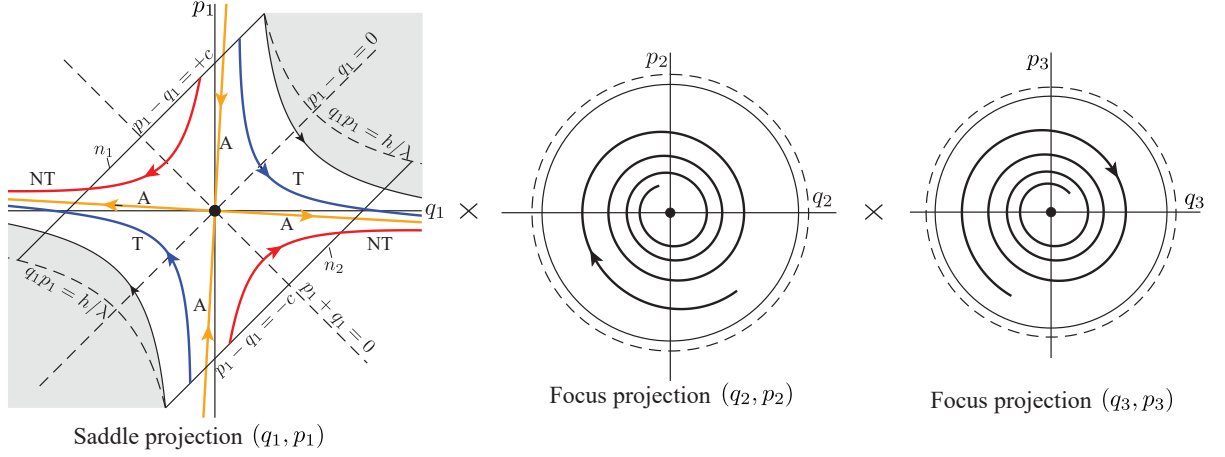 p₁
p₁ − q₁ = +c
p₁ − q₁ = 0
q₁p₁ = h/λ
n₁
A
T
NT
A
q₁
×
A
NT
T
n₂
q₁p₁ = h/λ
A
p₁ − q₁ = −c
p₁ + q₁ = 0
Saddle projection (q₁, p₁)
p₂
q₂
×
Focus projection (q₂, p₂)
p₃
q₃
Focus projection (q₃, p₃)